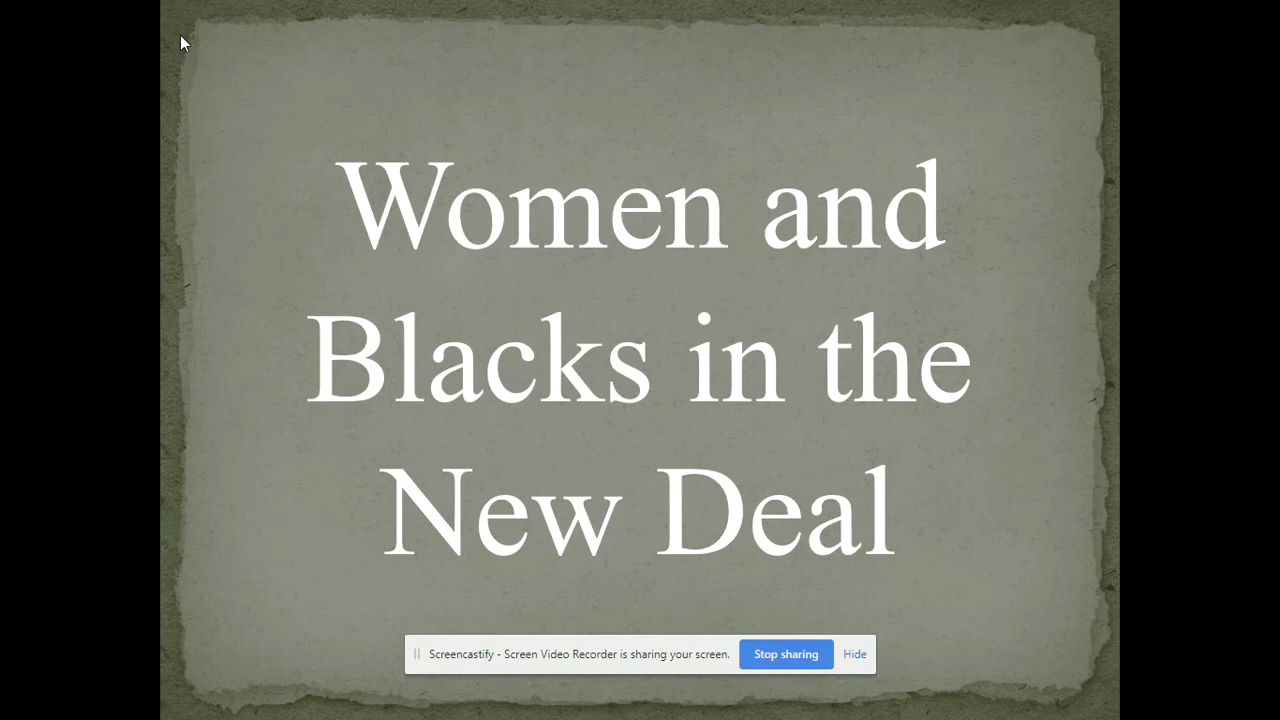 Women and
Blacks in the
New Deal
Screencastify - Screen Video Recorder is sharing your screen. Stop sharing Hide